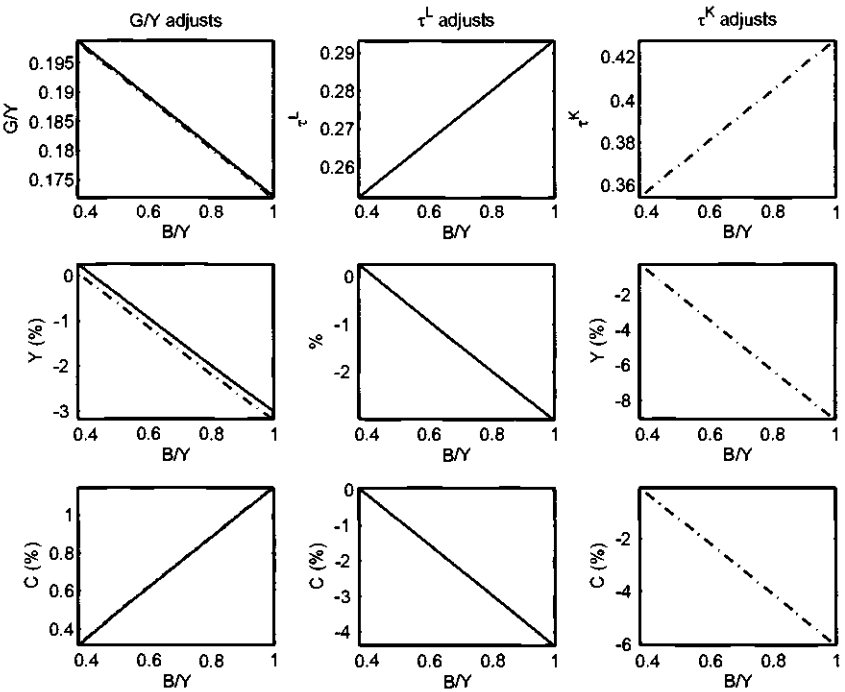 G/Y adjusts
τ^L adjusts
τ^K adjusts
0.195
0.19
0.185
0.18
0.175
G/Y
0.4 0.6 0.8 1
B/Y
0.29
0.28
0.27
0.26
τ^L
0.4 0.6 0.8 1
B/Y
0.42
0.4
0.38
0.36
τ^K
0.4 0.6 0.8 1
B/Y
0
-1
-2
-3
Y (%)
0.4 0.6 0.8 1
B/Y
0
-1
-2
%
0.4 0.6 0.8 1
B/Y
-2
-4
-6
-8
Y (%)
0.4 0.6 0.8 1
B/Y
1
0.8
0.6
0.4
C (%)
0.4 0.6 0.8 1
B/Y
0
-1
-2
-3
-4
C (%)
0.4 0.6 0.8 1
B/Y
-2
-4
-6
C (%)
0.4 0.6 0.8 1
B/Y